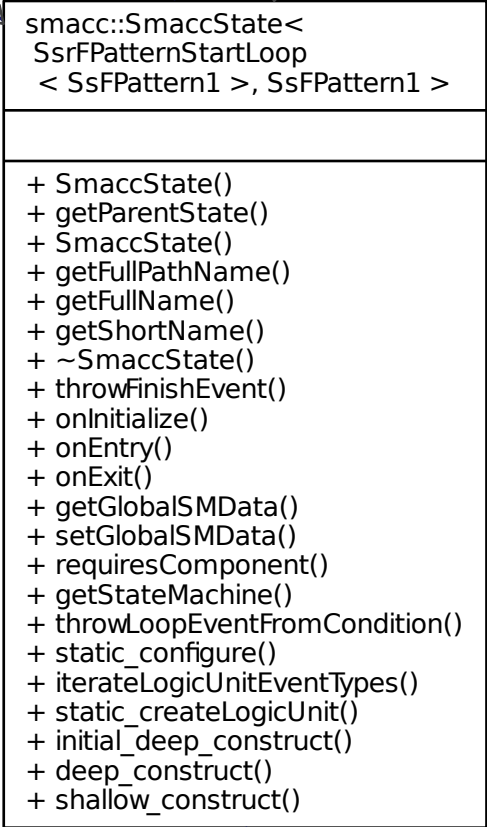 smacc::SmaccState<
SsrFPatternStartLoop
< SsFPattern1 >, SsFPattern1 >
+ SmaccState()
+ getParentState()
+ SmaccState()
+ getFullPathName()
+ getFullName()
+ getShortName()
+ ~SmaccState()
+ throwFinishEvent()
+ onInitialize()
+ onEntry()
+ onExit()
+ getGlobalSMData()
+ setGlobalSMData()
+ requiresComponent()
+ getStateMachine()
+ throwLoopEventFromCondition()
+ static_configure()
+ iterateLogicUnitEventTypes()
+ static_createLogicUnit()
+ initial_deep_construct()
+ deep_construct()
+ shallow_construct()